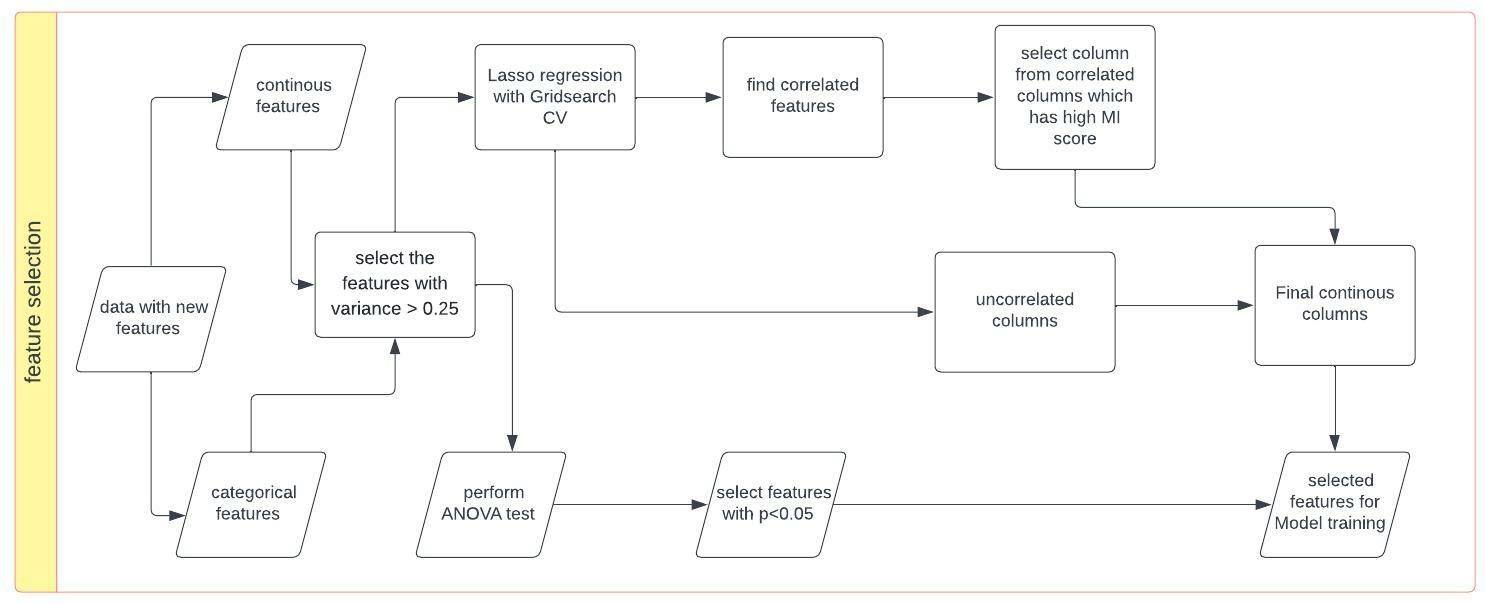 feature selection
continous
features
data with new
features
categorical
features
select the
features with
variance > 0.25
Lasso regression
with Gridsearch
CV
find correlated
features
select column
from correlated
columns which
has high MI
score
uncorrelated
columns
Final continous
columns
perform
ANOVA test
select features
with p<0.05
selected
features for
Model training